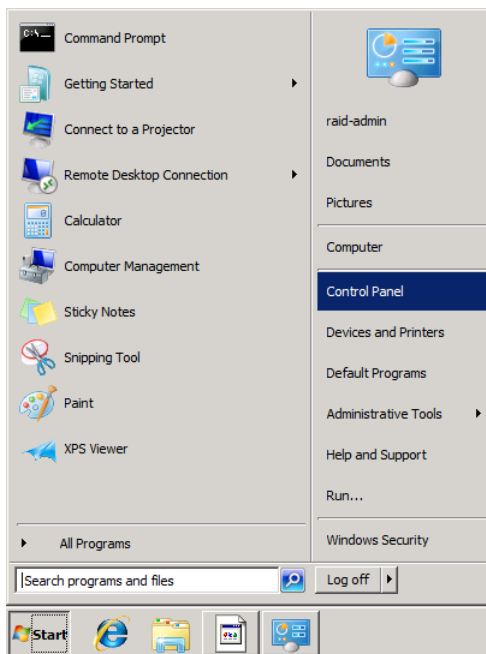 Command Prompt
Getting Started
Connect to a Projector
Remote Desktop Connection
Calculator
Computer Management
Sticky Notes
Snipping Tool
Paint
XPS Viewer
All Programs
Search programs and files
raid-admin
Documents
Pictures
Computer
Control Panel
Devices and Printers
Default Programs
Administrative Tools
Help and Support
Run...
Windows Security
Log off
Start